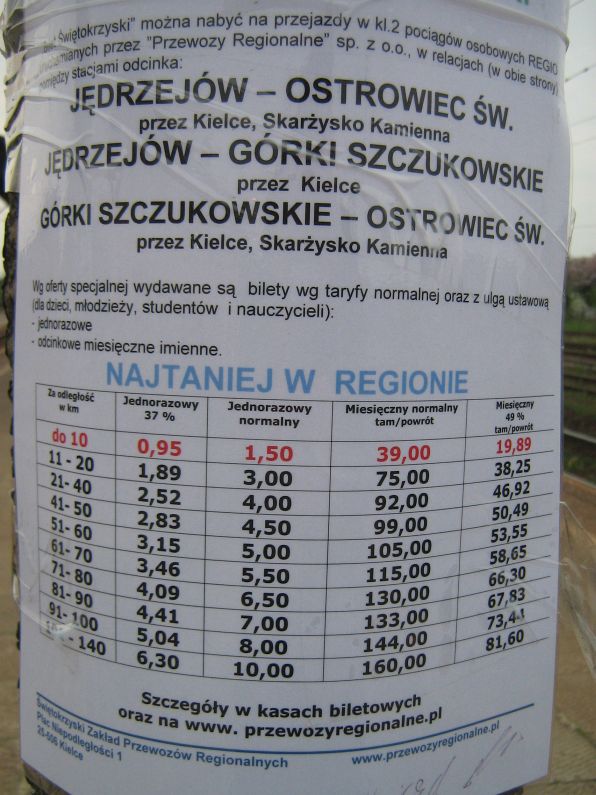 Świętokrzyski" można nabyć na przejazdy w kl.2 pociągów osobowych REGIO
przez "Przewozy Regionalne" sp. z o.o., w relacjach (w obie strony)
pomiędzy stacjami odcinka:
JĘDRZEJÓW – OSTROWIEC ŚW.
przez Kielce, Skarżysko Kamienna
JĘDRZEJÓW – GÓRKI SZCZUKOWSKIE
przez Kielce
GÓRKI SZCZUKOWSKIE – OSTROWIEC ŚW.
przez Kielce, Skarżysko Kamienna
Wg oferty specjalnej wydawane są bilety wg taryfy normalnej oraz z ulgą ustawową
(dla dzieci, młodzieży, studentów i nauczycieli):
- jednorazowe
- odcinkowe miesięczne imienne.
NAJTANIEJ W REGIONIE
Za odległość w km Jednorazowy 37 % Jednorazowy normalny Miesięczny normalny tam/powrót Miesięczny 49 % tam/powrót
do 10 0,95 1,50 39,00 19,89
11 - 20 1,89 3,00 75,00 38,25
21- 40 2,52 4,00 92,00 46,92
41- 50 2,83 4,50 99,00 50,49
51- 60 3,15 5,00 105,00 53,55
61- 70 3,46 5,50 115,00 58,65
71- 80 4,09 6,50 130,00 66,30
81- 90 4,41 7,00 133,00 67,83
91- 100 5,04 8,00 144,00 73,44
140 6,30 10,00 160,00 81,60
Szczegóły w kasach biletowych
oraz na www. przewozyregionalne.pl
Świętokrzyski Zakład Przewozów Regionalnych
Plac Niepodległości 1
25-506 Kielce
www.przewozyregionalne.pl